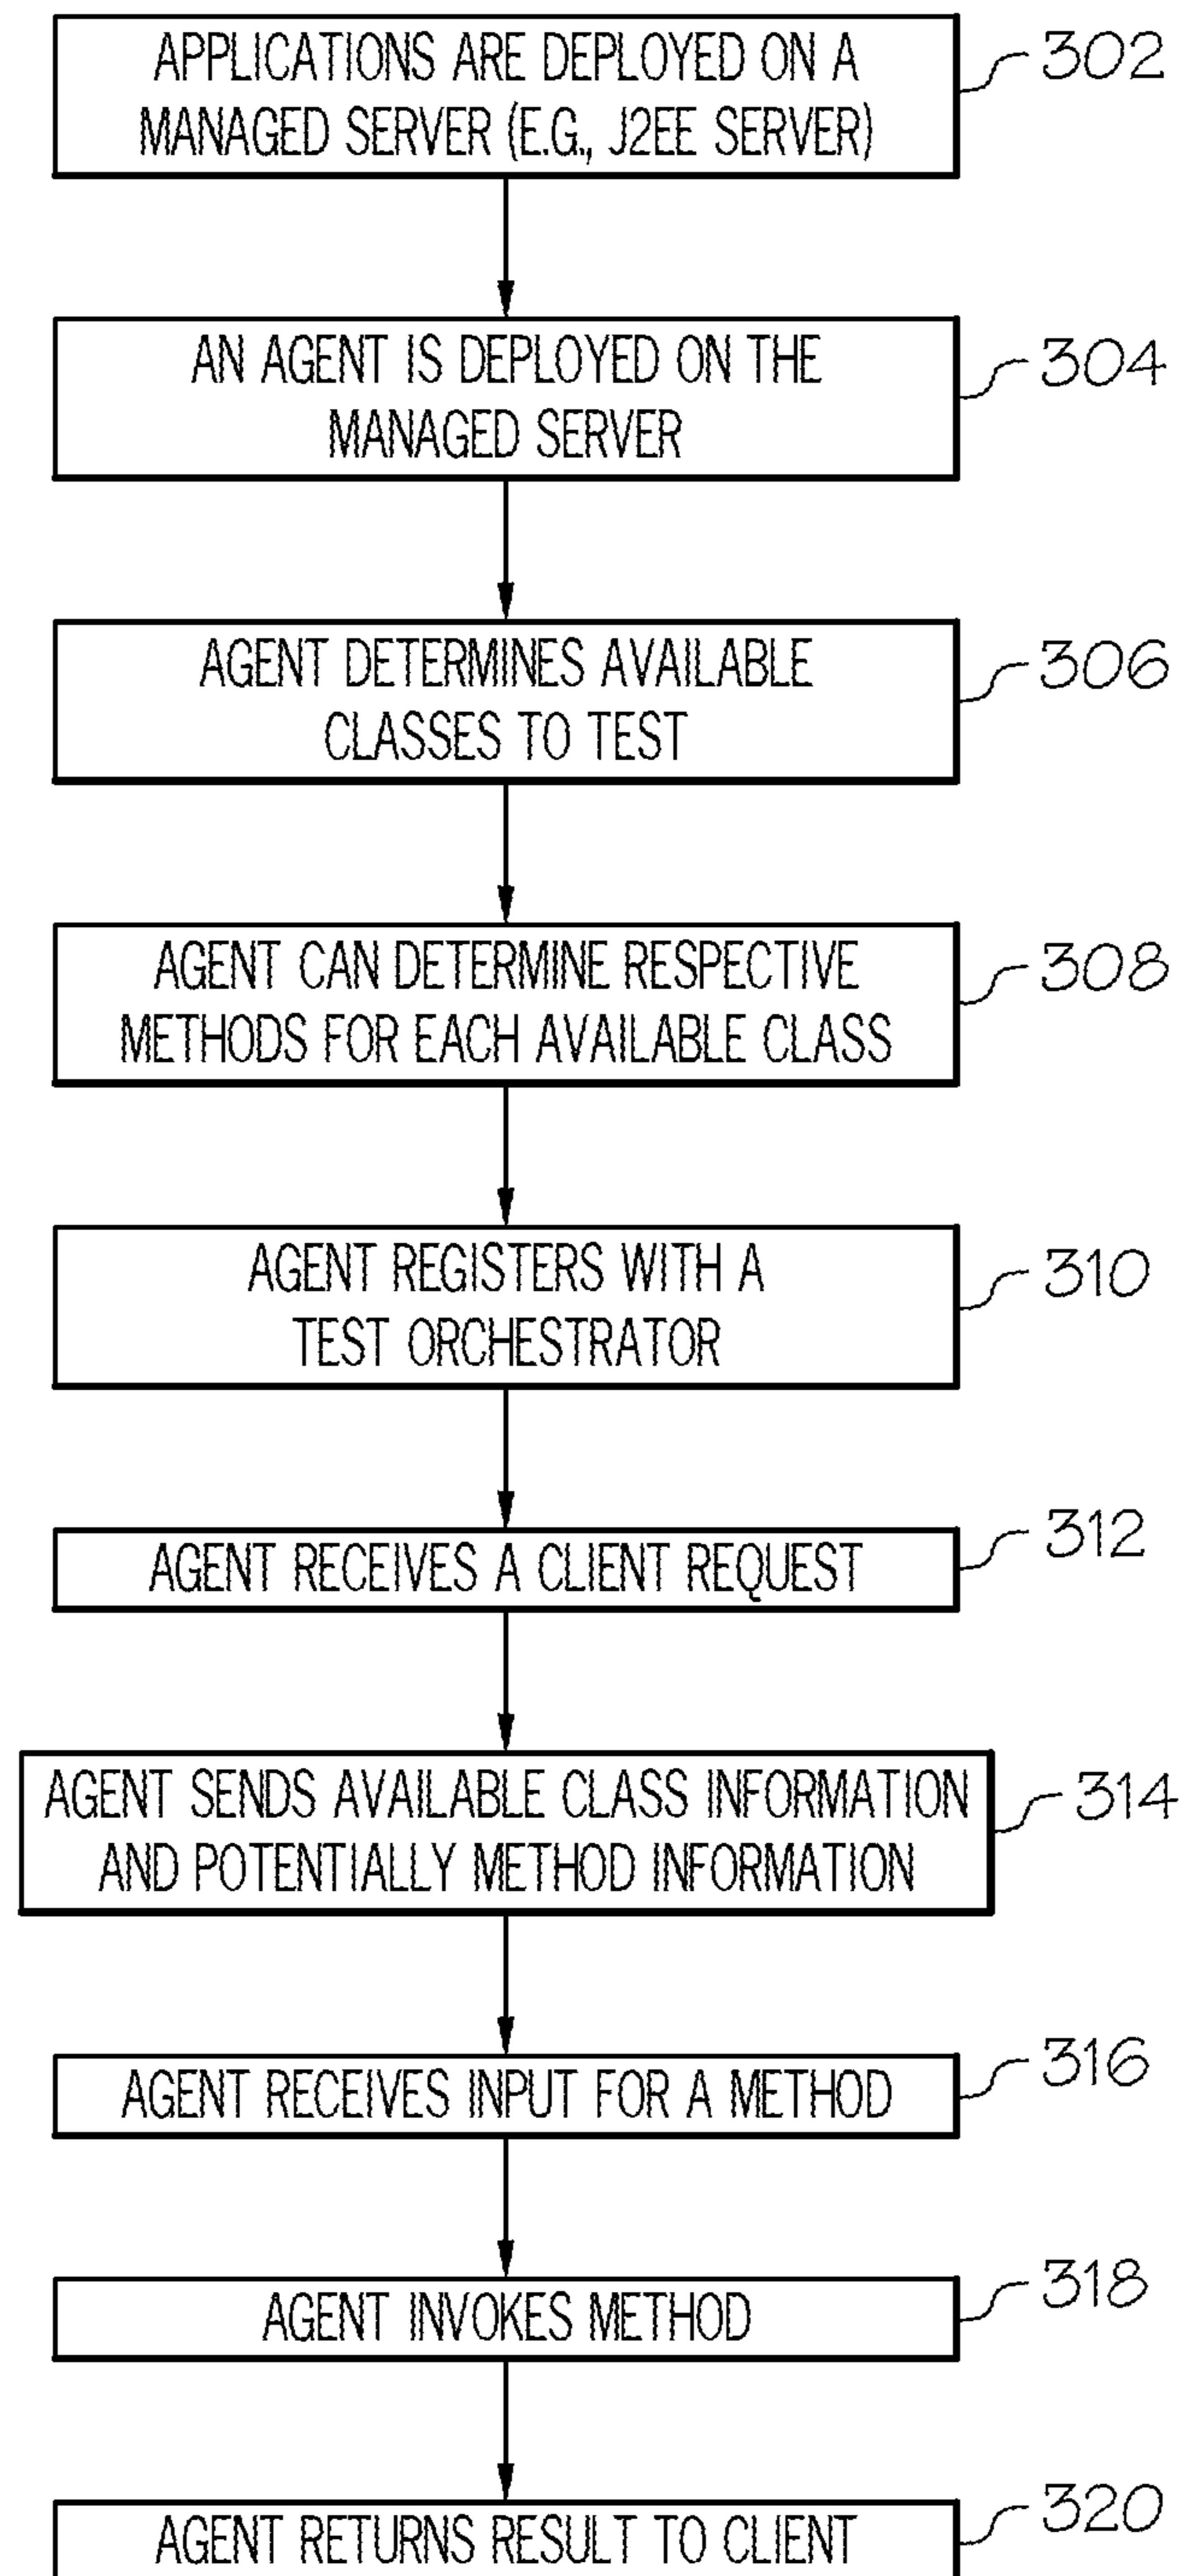 APPLICATIONS ARE DEPLOYED ON A
MANAGED SERVER (E.G., J2EE SERVER)
302
AN AGENT IS DEPLOYED ON THE
MANAGED SERVER
304
AGENT DETERMINES AVAILABLE
CLASSES TO TEST
306
AGENT CAN DETERMINE RESPECTIVE
METHODS FOR EACH AVAILABLE CLASS
308
AGENT REGISTERS WITH A
TEST ORCHESTRATOR
310
AGENT RECEIVES A CLIENT REQUEST
312
AGENT SENDS AVAILABLE CLASS INFORMATION
AND POTENTIALLY METHOD INFORMATION
314
AGENT RECEIVES INPUT FOR A METHOD
316
AGENT INVOKES METHOD
318
AGENT RETURNS RESULT TO CLIENT
320